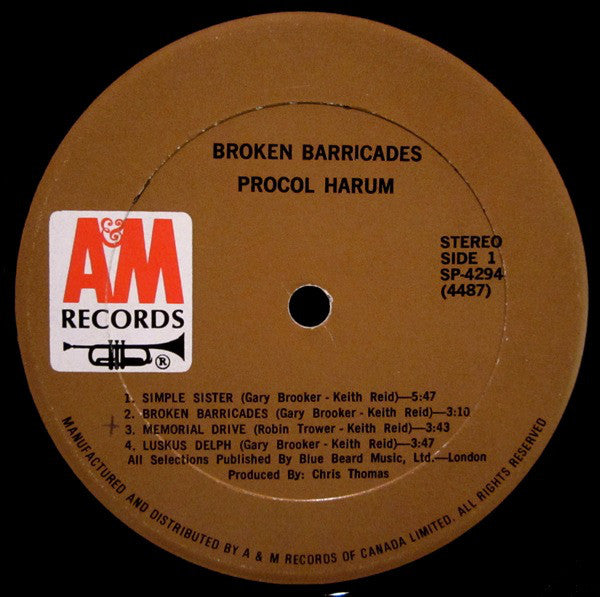 BROKEN BARRICADES
PROCOL HARUM
A&M
RECORDS
®
STEREO
SIDE 1
SP-4294
(4487)
1. SIMPLE SISTER (Gary Brooker - Keith Reid)—5:47
2. BROKEN BARRICADES (Gary Brooker - Keith Reid)—3:10
3. MEMORIAL DRIVE (Robin Trower - Keith Reid)—3:43
4. LUSKUS DELPH (Gary Brooker - Keith Reid)—3:47
All Selections Published By Blue Beard Music, Ltd.—London
Produced By: Chris Thomas
MANUFACTURED AND DISTRIBUTED BY A & M RECORDS OF CANADA LIMITED. ALL RIGHTS RESERVED